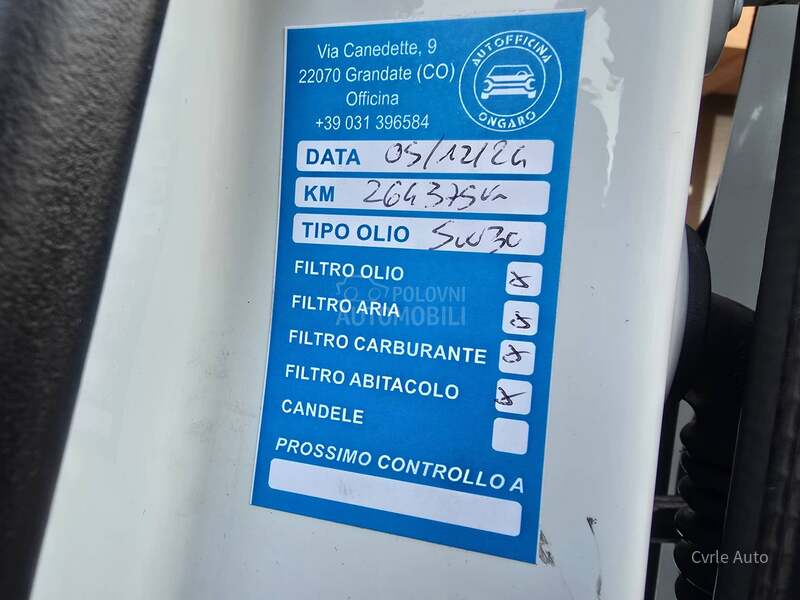 Via Canedette, 9
22070 Grandate (CO)
Officina
+39 031 396584
AUTOFFICINA
ONGARO
DATA 05/12/24
KM 264375 km
TIPO OLIO 5W30
FILTRO OLIO
FILTRO ARIA
FILTRO CARBURANTE
FILTRO ABITACOLO
CANDELE
PROSSIMO CONTROLLO A
POLOVNI
AUTOMOBILI
Cvrle Auto